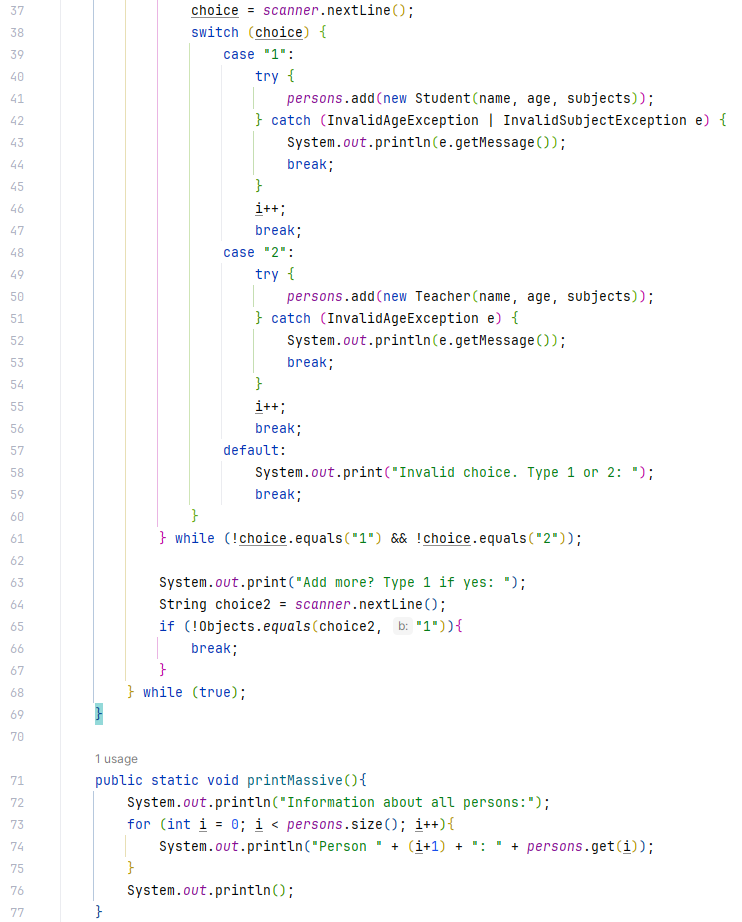 37 choice = scanner.nextLine();
38 switch (choice) {
39 case "1":
40 try {
41 persons.add(new Student(name, age, subjects));
42 } catch (InvalidAgeException | InvalidSubjectException e) {
43 System.out.println(e.getMessage());
44 break;
45 }
46 i++;
47 break;
48 case "2":
49 try {
50 persons.add(new Teacher(name, age, subjects));
51 } catch (InvalidAgeException e) {
52 System.out.println(e.getMessage());
53 break;
54 }
55 i++;
56 break;
57 default:
58 System.out.print("Invalid choice. Type 1 or 2: ");
59 break;
60 }
61 } while (!choice.equals("1") && !choice.equals("2"));
62
63 System.out.print("Add more? Type 1 if yes: ");
64 String choice2 = scanner.nextLine();
65 if (!Objects.equals(choice2, b: "1")){
66 break;
67 }
68 } while (true);
69 }
70
1 usage
71 public static void printMassive(){
72 System.out.println("Information about all persons:");
73 for (int i = 0; i < persons.size(); i++){
74 System.out.println("Person " + (i+1) + ": " + persons.get(i));
75 }
76 System.out.println();
77 }